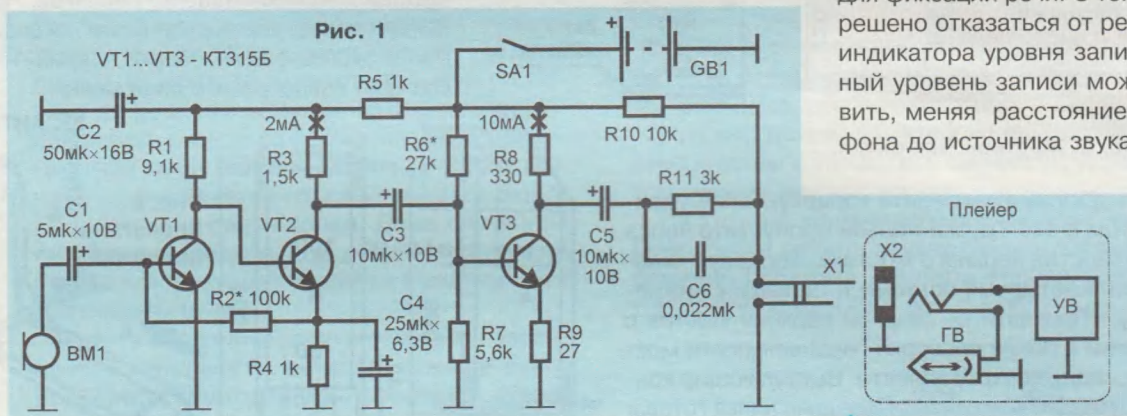 Рис. 1
VT1...VT3 - КТ315Б
R5 1k
SA1
GB1
C2
50мк×16В
R1
9,1k
2мА
R3
1,5k
R6*
27k
10мА
R8
330
R10 10k
R11 3k
C1
5мк×10В
VT1
VT2
C3
10мк×10В
VT3
C5
10мк×
10В
C6
0,022мк
X1
BM1
R2* 100k
R4 1k
C4
25мк×
6,3В
R7
5,6k
R9
27
решено отказаться от ре
индикатора уровня запи
ный уровень записи мож
вить, меняя расстояние
фона до источника звука
Плейер
X2
ГВ
УВ